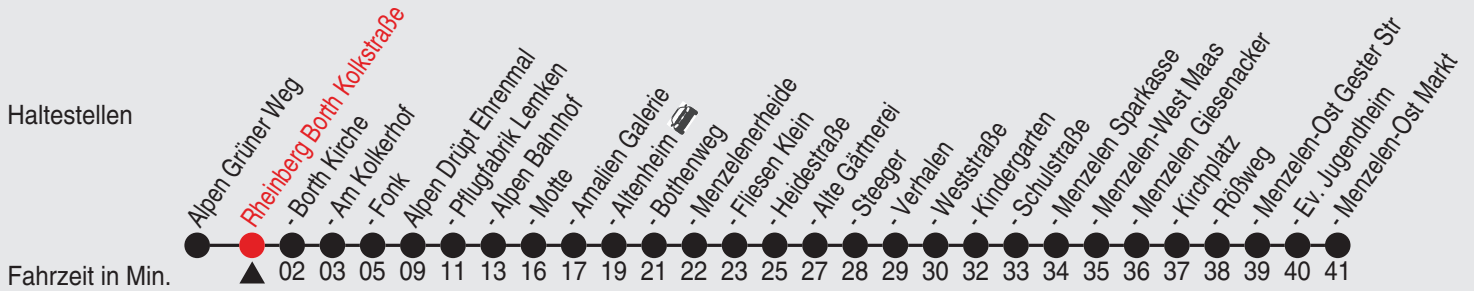 Haltestellen
Alpen Grüner Weg
Rheinberg Borth Kolkstraße
- Borth Kirche
- Am Kolkerhof
- Fonk
Alpen Drüpt Ehrenmal
- Pflugfabrik Lemken
- Alpen Bahnhof
- Motte
- Amalien Galerie
- Altenheim
- Bothenweg
- Menzelenerheide
- Fliesen Klein
- Heidestraße
- Alte Gärtnerei
- Steeger
- Verhalen
- Weststraße
- Kindergarten
- Schulstraße
- Menzelen Sparkasse
- Menzelen-West Maas
- Menzelen Giesenacker
- Kirchplatz
- Rößweg
- Menzelen-Ost Gester Str
- Ev. Jugendheim
- Menzelen-Ost Markt
Fahrzeit in Min. 02 03 05 09 11 13 16 17 19 21 22 23 25 27 28 29 30 32 33 34 35 36 37 38 39 40 41